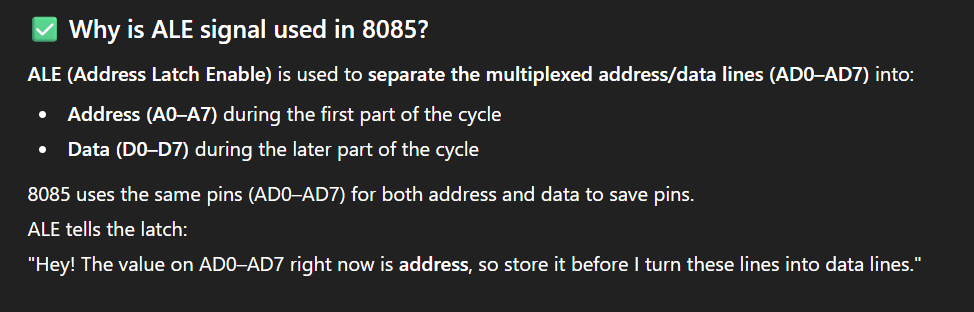 ✅ Why is ALE signal used in 8085?
ALE (Address Latch Enable) is used to separate the multiplexed address/data lines (AD0–AD7) into:
• Address (A0–A7) during the first part of the cycle
• Data (D0–D7) during the later part of the cycle
8085 uses the same pins (AD0–AD7) for both address and data to save pins.
ALE tells the latch:
"Hey! The value on AD0–AD7 right now is address, so store it before I turn these lines into data lines."